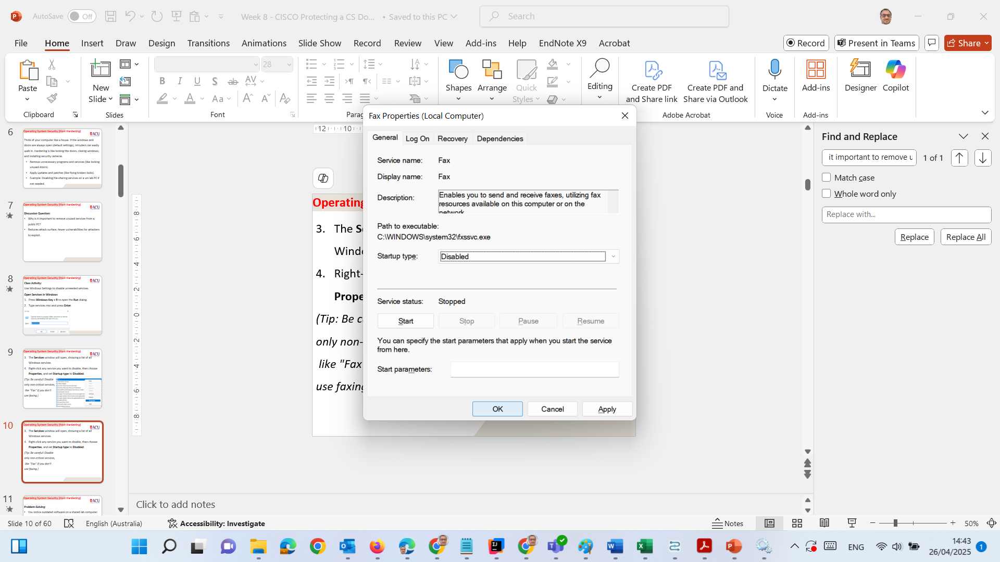 AutoSave Off Week 8 - CISCO Protecting a CS Do... • Saved to this PC Search
File Home Insert Draw Design Transitions Animations Slide Show Record Review View Add-ins Help EndNote X9 Acrobat Record Present in Teams Share
Paste New Slide 28 Shapes Arrange Quick Styles Editing Create PDF and Share link Create PDF and Share via Outlook Dictate Add-ins Designer Copilot
Clipboard Slides Font Parag Adobe Acrobat Voice Add-ins
6
Operating System Security (Host Hardening)
ACU
Think of your computer like a house. If the windows and
doors are always open (default settings), intruders can easily
walk in. Hardening is like locking the doors, closing windows,
and installing security cameras.
• Remove unnecessary programs and services (like locking
unused doors).
• Apply updates and patches (like fixing broken locks).
• Example: Disabling file-sharing services on a uni lab PC if
not needed.
7
Operating System Security (Host Hardening)
ACU
Discussion Question:
• Why is it important to remove unused services from a
public PC?
• Reduces attack surface; fewer vulnerabilities for attackers
to exploit.
8
Operating System Security (Host Hardening)
ACU
Class Activity:
Use Windows Settings to disable unneeded services.
Open Services in Windows
1. Press Windows Key + R to open the Run dialog.
2. Type services.msc and press Enter.
9
Operating System Security (Host Hardening)
ACU
3. The Services window will open, showing a list of all
Windows services.
4. Right-click any service you want to disable, then choose
Properties, and set Startup type to Disabled.
(Tip: Be careful! Disable
only non-critical services,
like "Fax" if you don't
use faxing.)
10
Operating System Security (Host Hardening)
ACU
3. The Services window will open, showing a list of all
Windows services.
4. Right-click any service you want to disable, then choose
Properties, and set Startup type to Disabled.
(Tip: Be careful! Disable
only non-critical services,
like "Fax" if you don't
use faxing.)
11
Operating System Security (Host Hardening)
ACU
Problem-Solving:
• You notice outdated software on a shared lab computer.
12 10
8 6 4 2 0 2 4 6 8
Operating
3. The Se
Windo
4. Right-
Prope
(Tip: Be ca
only non-
like "Fax"
use faxing
Fax Properties (Local Computer)
General Log On Recovery Dependencies
Service name: Fax
Display name: Fax
Description: Enables you to send and receive faxes, utilizing fax
resources available on this computer or on the
network
Path to executable:
C:\WINDOWS\system32\fxssvc.exe
Startup type: Disabled
Service status: Stopped
Start Stop Pause Resume
You can specify the start parameters that apply when you start the service
from here.
Start parameters:
OK Cancel Apply
Find and Replace
it important to remove u 1 of 1
Match case
Whole word only
Replace with...
Replace Replace All
Click to add notes
Slide 10 of 60 English (Australia) Accessibility: Investigate Notes 50%
ENG 14:43
26/04/2025 1